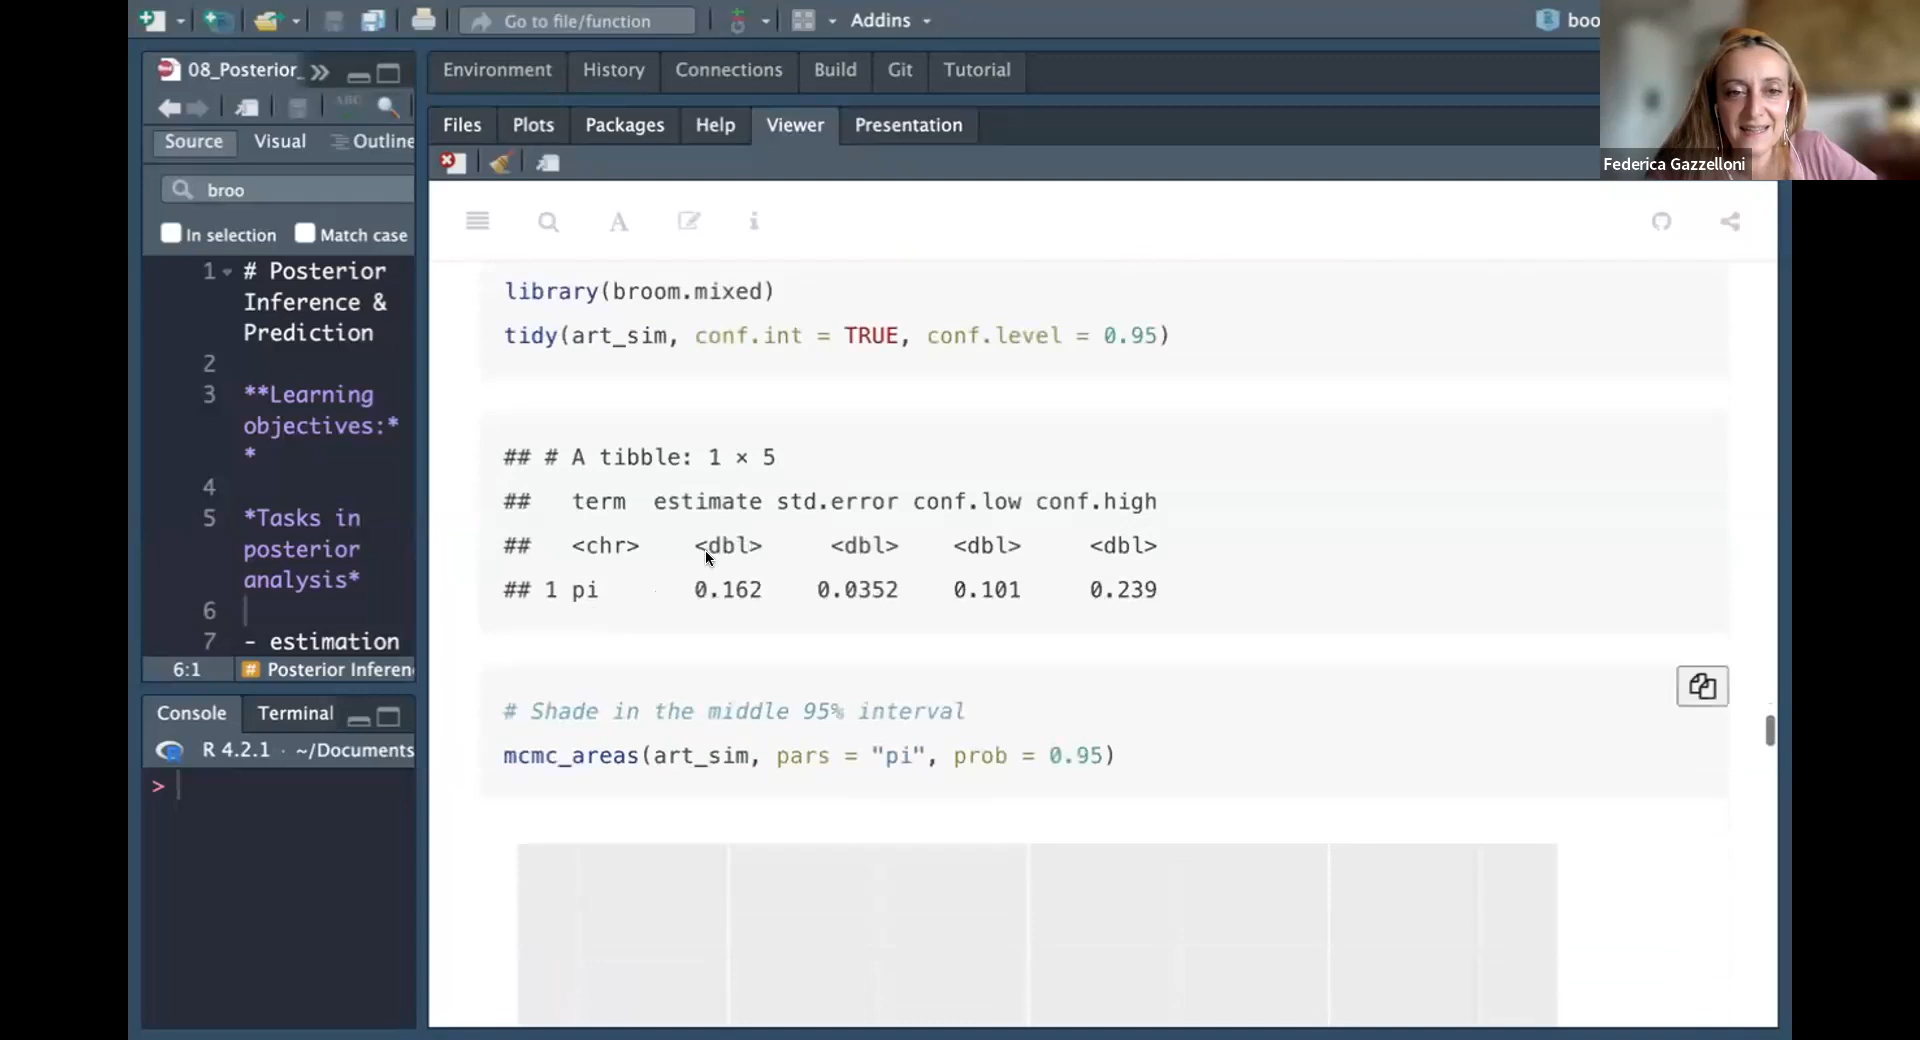 Go to file/function
Addins
boo
Federica Gazzelloni
08_Posterior_
Source
Visual
Outline
broo
In selection
Match case
1 # Posterior
Inference &
Prediction
2
3 **Learning
objectives:*
*
4
5 *Tasks in
posterior
analysis*
6
7 - estimation
6:1
# Posterior Inferen
Console
Terminal
R 4.2.1 · ~/Documents
>
Environment
History
Connections
Build
Git
Tutorial
Files
Plots
Packages
Help
Viewer
Presentation
A
i
library(broom.mixed)
tidy(art_sim, conf.int = TRUE, conf.level = 0.95)
## # A tibble: 1 × 5
## term estimate std.error conf.low conf.high
## <chr> <dbl> <dbl> <dbl> <dbl>
## 1 pi 0.162 0.0352 0.101 0.239
# Shade in the middle 95% interval
mcmc_areas(art_sim, pars = "pi", prob = 0.95)